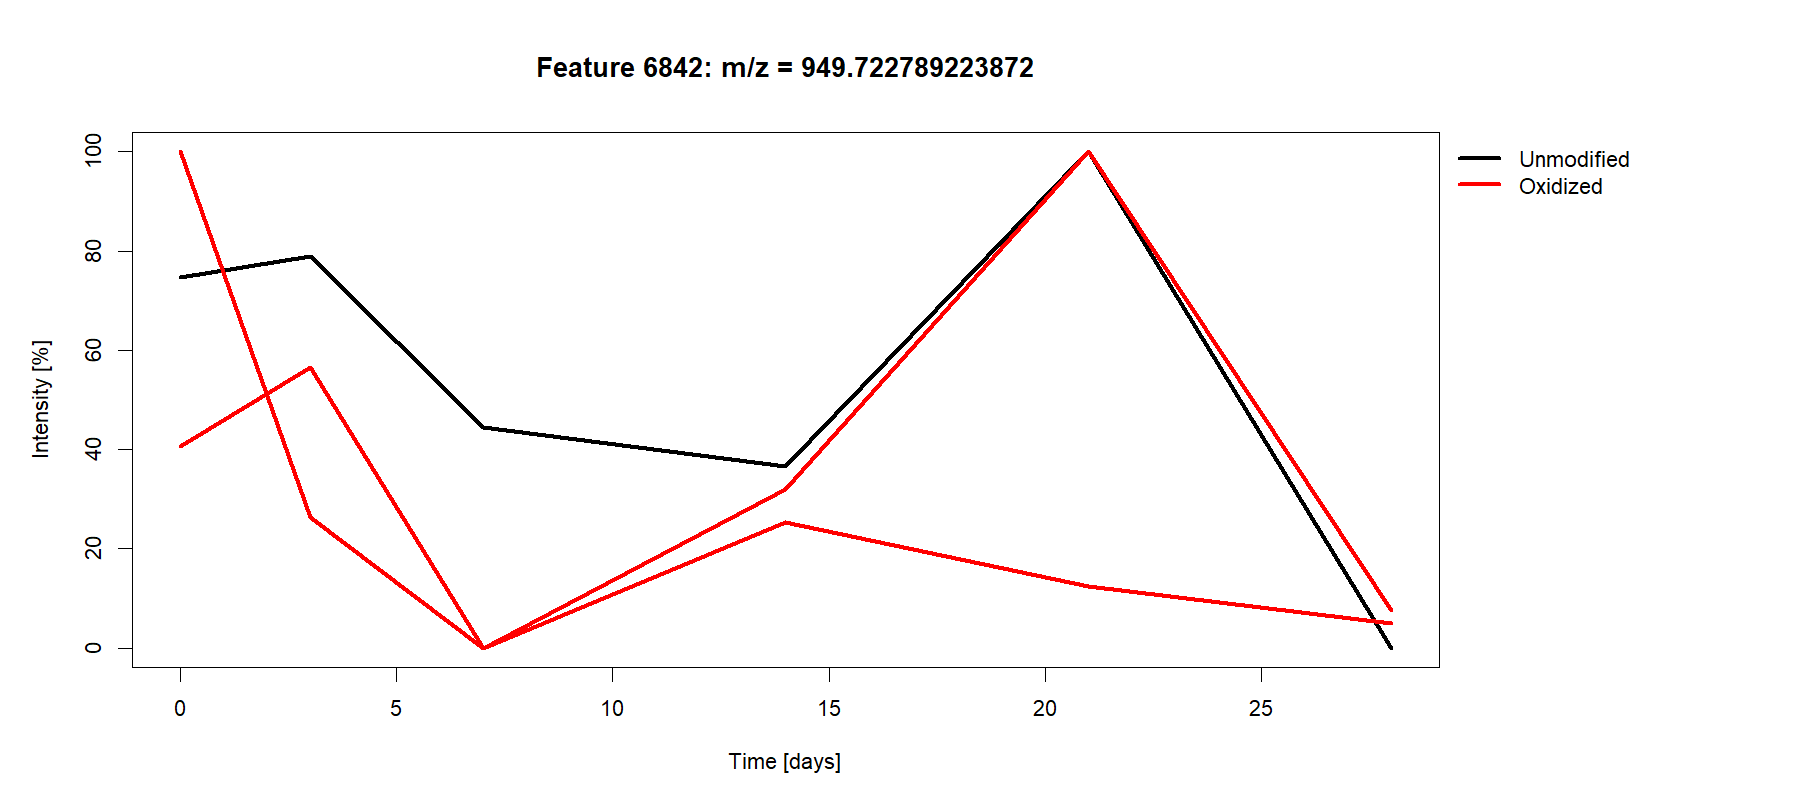 Feature 6842: m/z = 949.722789223872
Unmodified
Oxidized
Intensity [%]
100
80
60
40
20
0
0 5 10 15 20 25
Time [days]